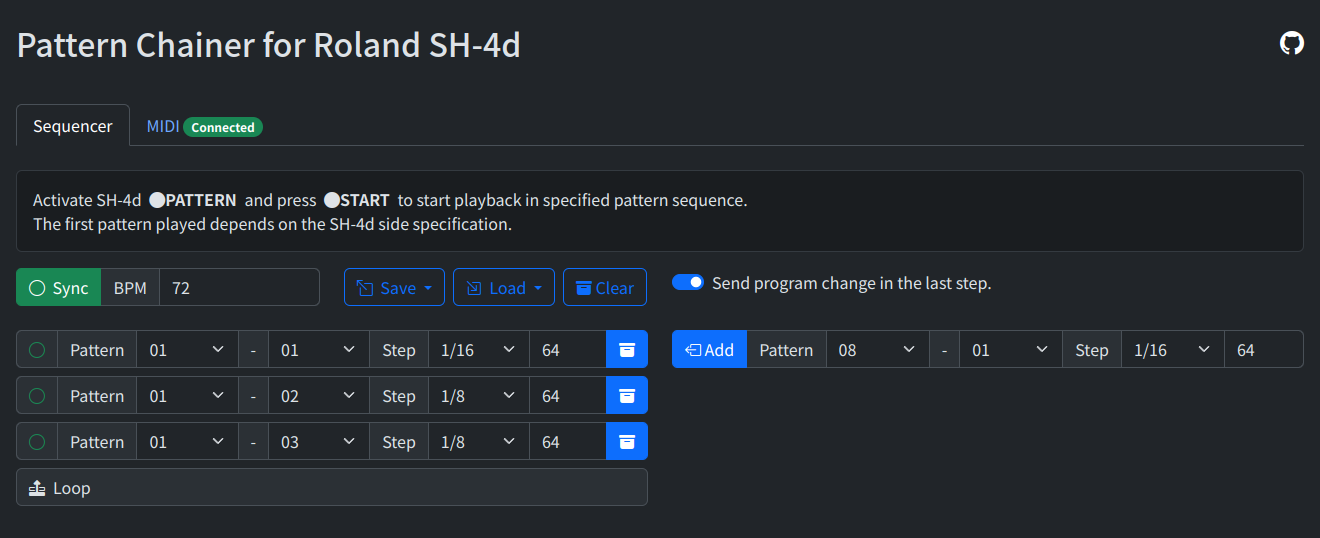 Pattern Chainer for Roland SH-4d
Sequencer MIDI Connected
Activate SH-4d PATTERN and press START to start playback in specified pattern sequence.
The first pattern played depends on the SH-4d side specification.
Sync BPM 72 Save Load Clear Send program change in the last step.
Pattern 01 - 01 Step 1/16 64 Add Pattern 08 - 01 Step 1/16 64
Pattern 01 - 02 Step 1/8 64
Pattern 01 - 03 Step 1/8 64
Loop